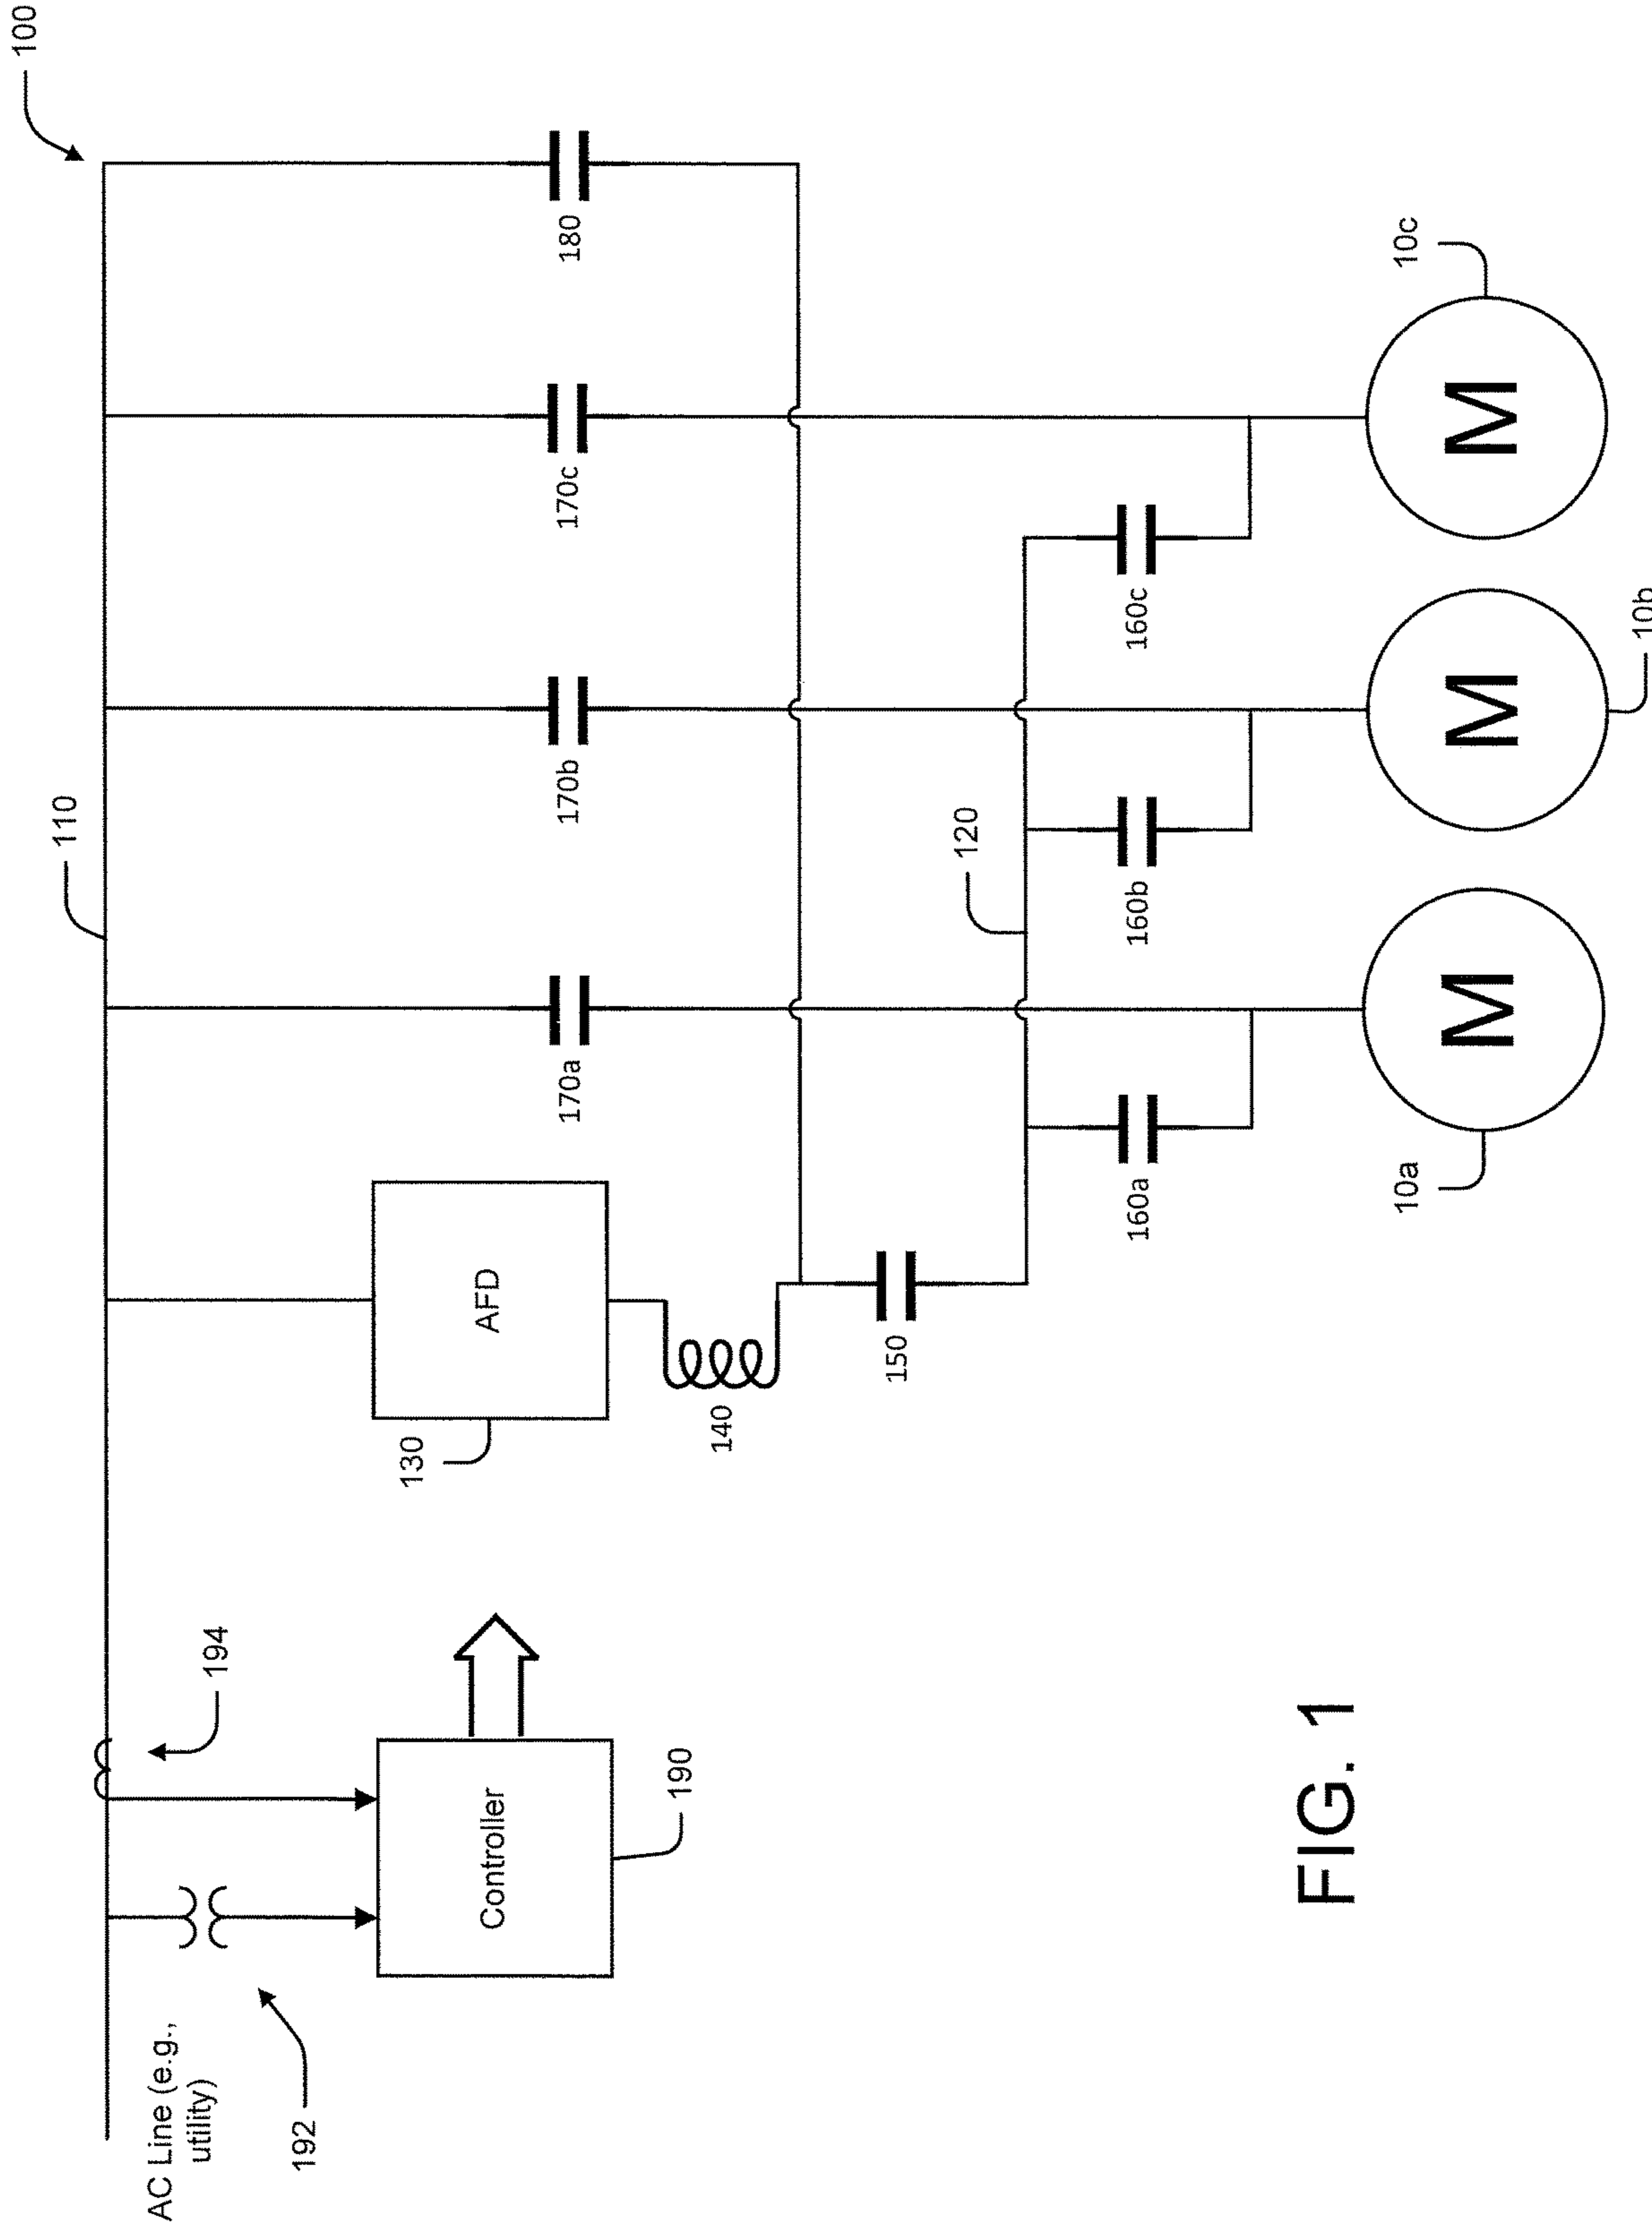 100
110
AC Line (e.g.,
utility)
192
194
Controller
190
AFD
130
140
150
170a
170b
170c
180
120
160a
160b
160c
M
10a
M
10b
M
10c
FIG. 1